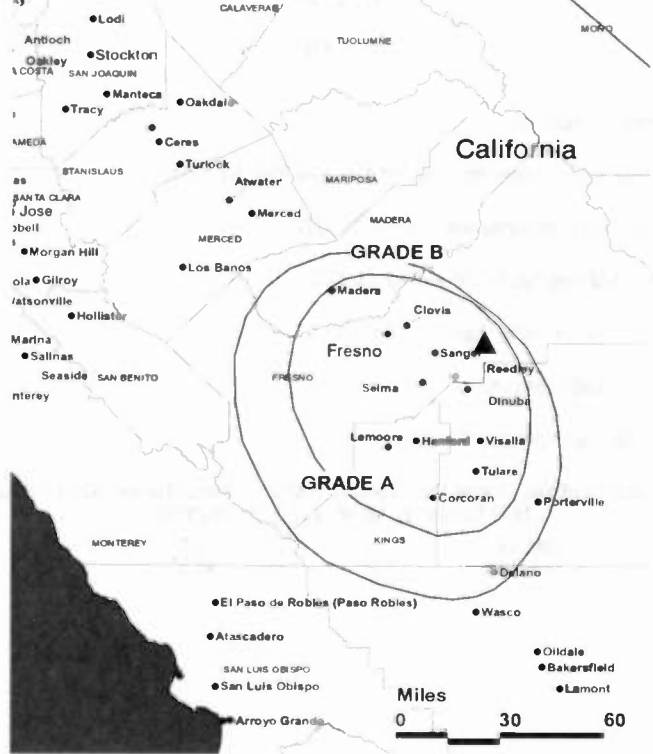 CALAVERAS
Lodi
MONO
Antioch
TUOLUMNE
Oakley
Stockton
SAN JOAQUIN
Manteca
Oakdale
Tracy
Ceres
California
Turlock
STANISLAUS
Atwater
MARIPOSA
SANTA CLARA
Jose
Merced
MADERA
MERCED
GRADE B
Morgan Hill
Los Banos
Gilroy
Madera
Hollister
Clovis
Marina
Fresno
Sanger
Salinas
Reedley
Seaside
SAN BENITO
FRESNO
Selma
Dinuba
Lemoore
Hanford
Visalia
Tulare
GRADE A
Corcoran
Porterville
MONTEREY
KINGS
Delano
El Paso de Robles (Paso Robles)
Wasco
Atascadero
Oildale
SAN LUIS OBISPO
Bakersfield
San Luis Obispo
Lamont
Miles
Arroyo Grande
0 30 60